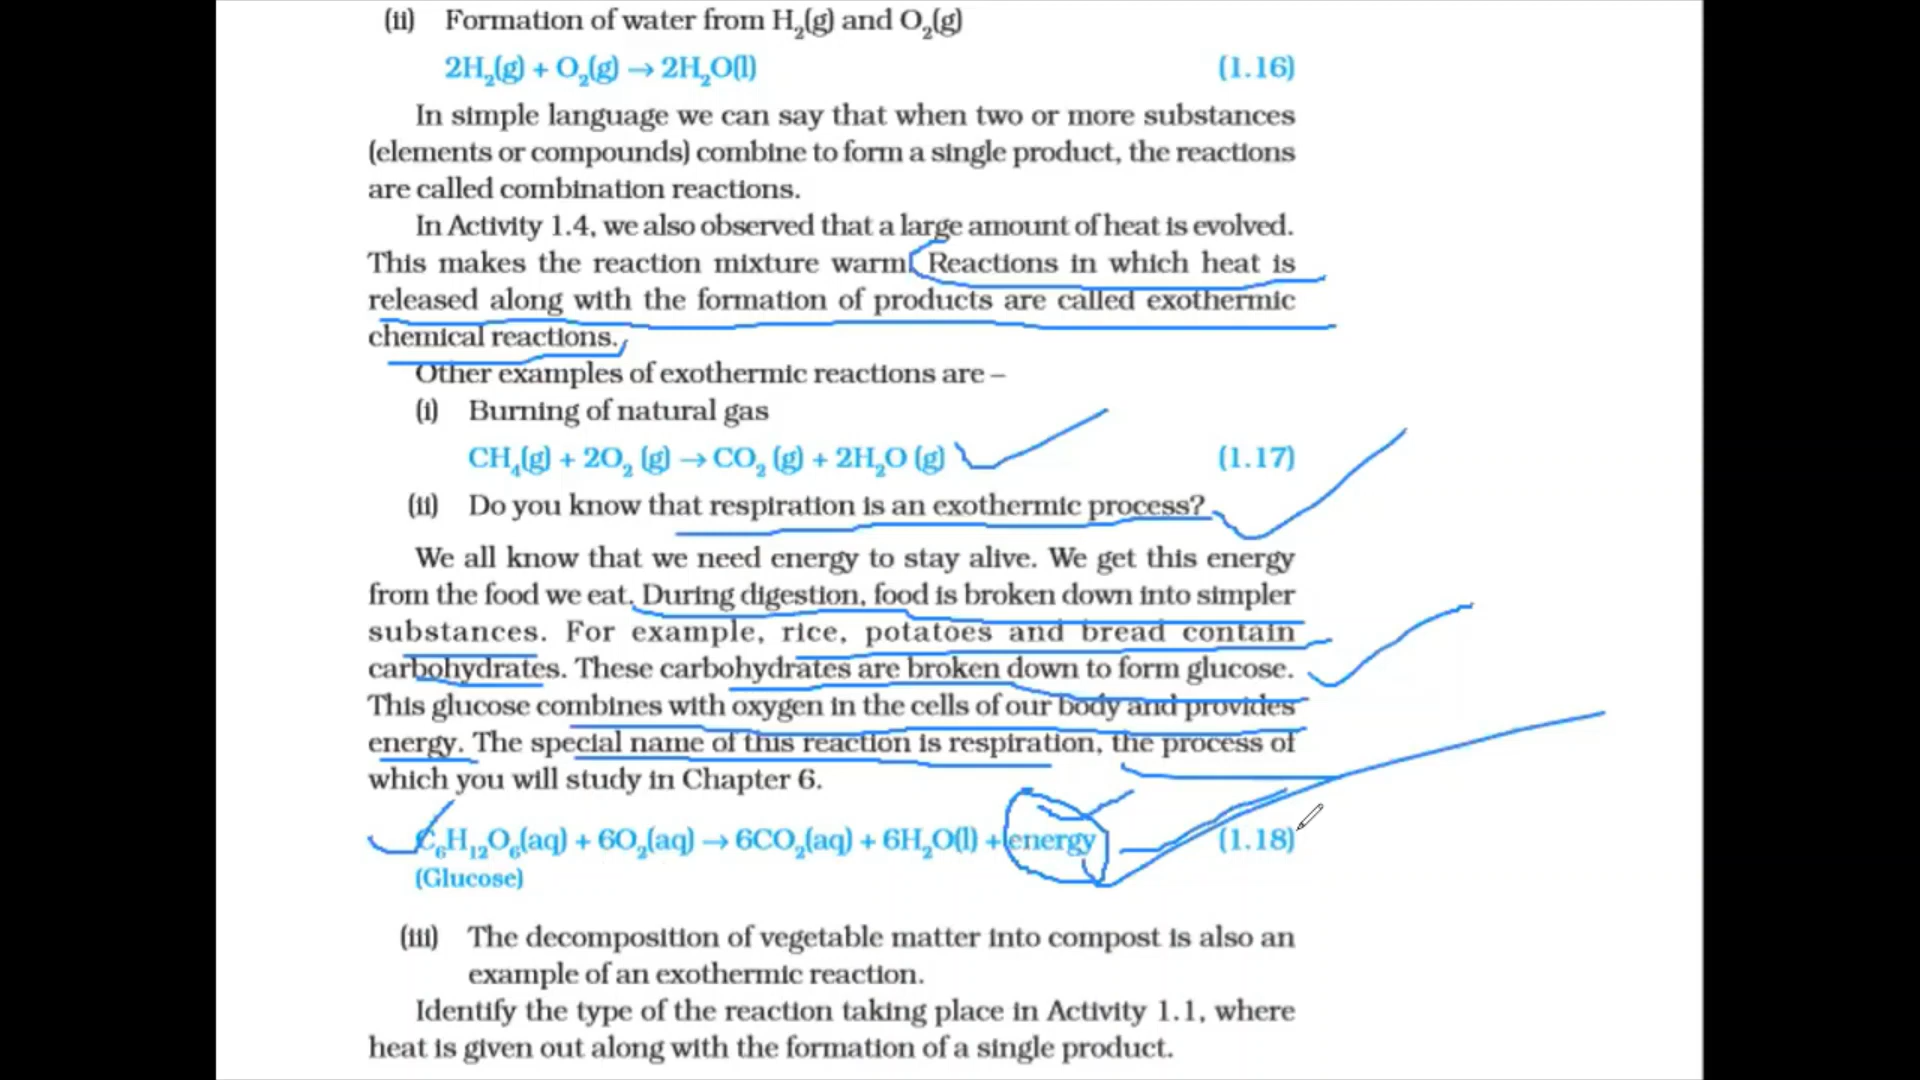 (ii) Formation of water from H₂(g) and O₂(g)
2H₂(g) + O₂(g) → 2H₂O(l) (1.16)
In simple language we can say that when two or more substances
(elements or compounds) combine to form a single product, the reactions
are called combination reactions.
In Activity 1.4, we also observed that a large amount of heat is evolved.
This makes the reaction mixture warm. Reactions in which heat is
released along with the formation of products are called exothermic
chemical reactions.
Other examples of exothermic reactions are –
(i) Burning of natural gas
CH₄(g) + 2O₂ (g) → CO₂ (g) + 2H₂O (g) (1.17)
(ii) Do you know that respiration is an exothermic process?
We all know that we need energy to stay alive. We get this energy
from the food we eat. During digestion, food is broken down into simpler
substances. For example, rice, potatoes and bread contain
carbohydrates. These carbohydrates are broken down to form glucose.
This glucose combines with oxygen in the cells of our body and provides
energy. The special name of this reaction is respiration, the process of
which you will study in Chapter 6.
C₆H₁₂O₆(aq) + 6O₂(aq) → 6CO₂(aq) + 6H₂O(l) + energy (1.18)
(Glucose)
(iii) The decomposition of vegetable matter into compost is also an
example of an exothermic reaction.
Identify the type of the reaction taking place in Activity 1.1, where
heat is given out along with the formation of a single product.